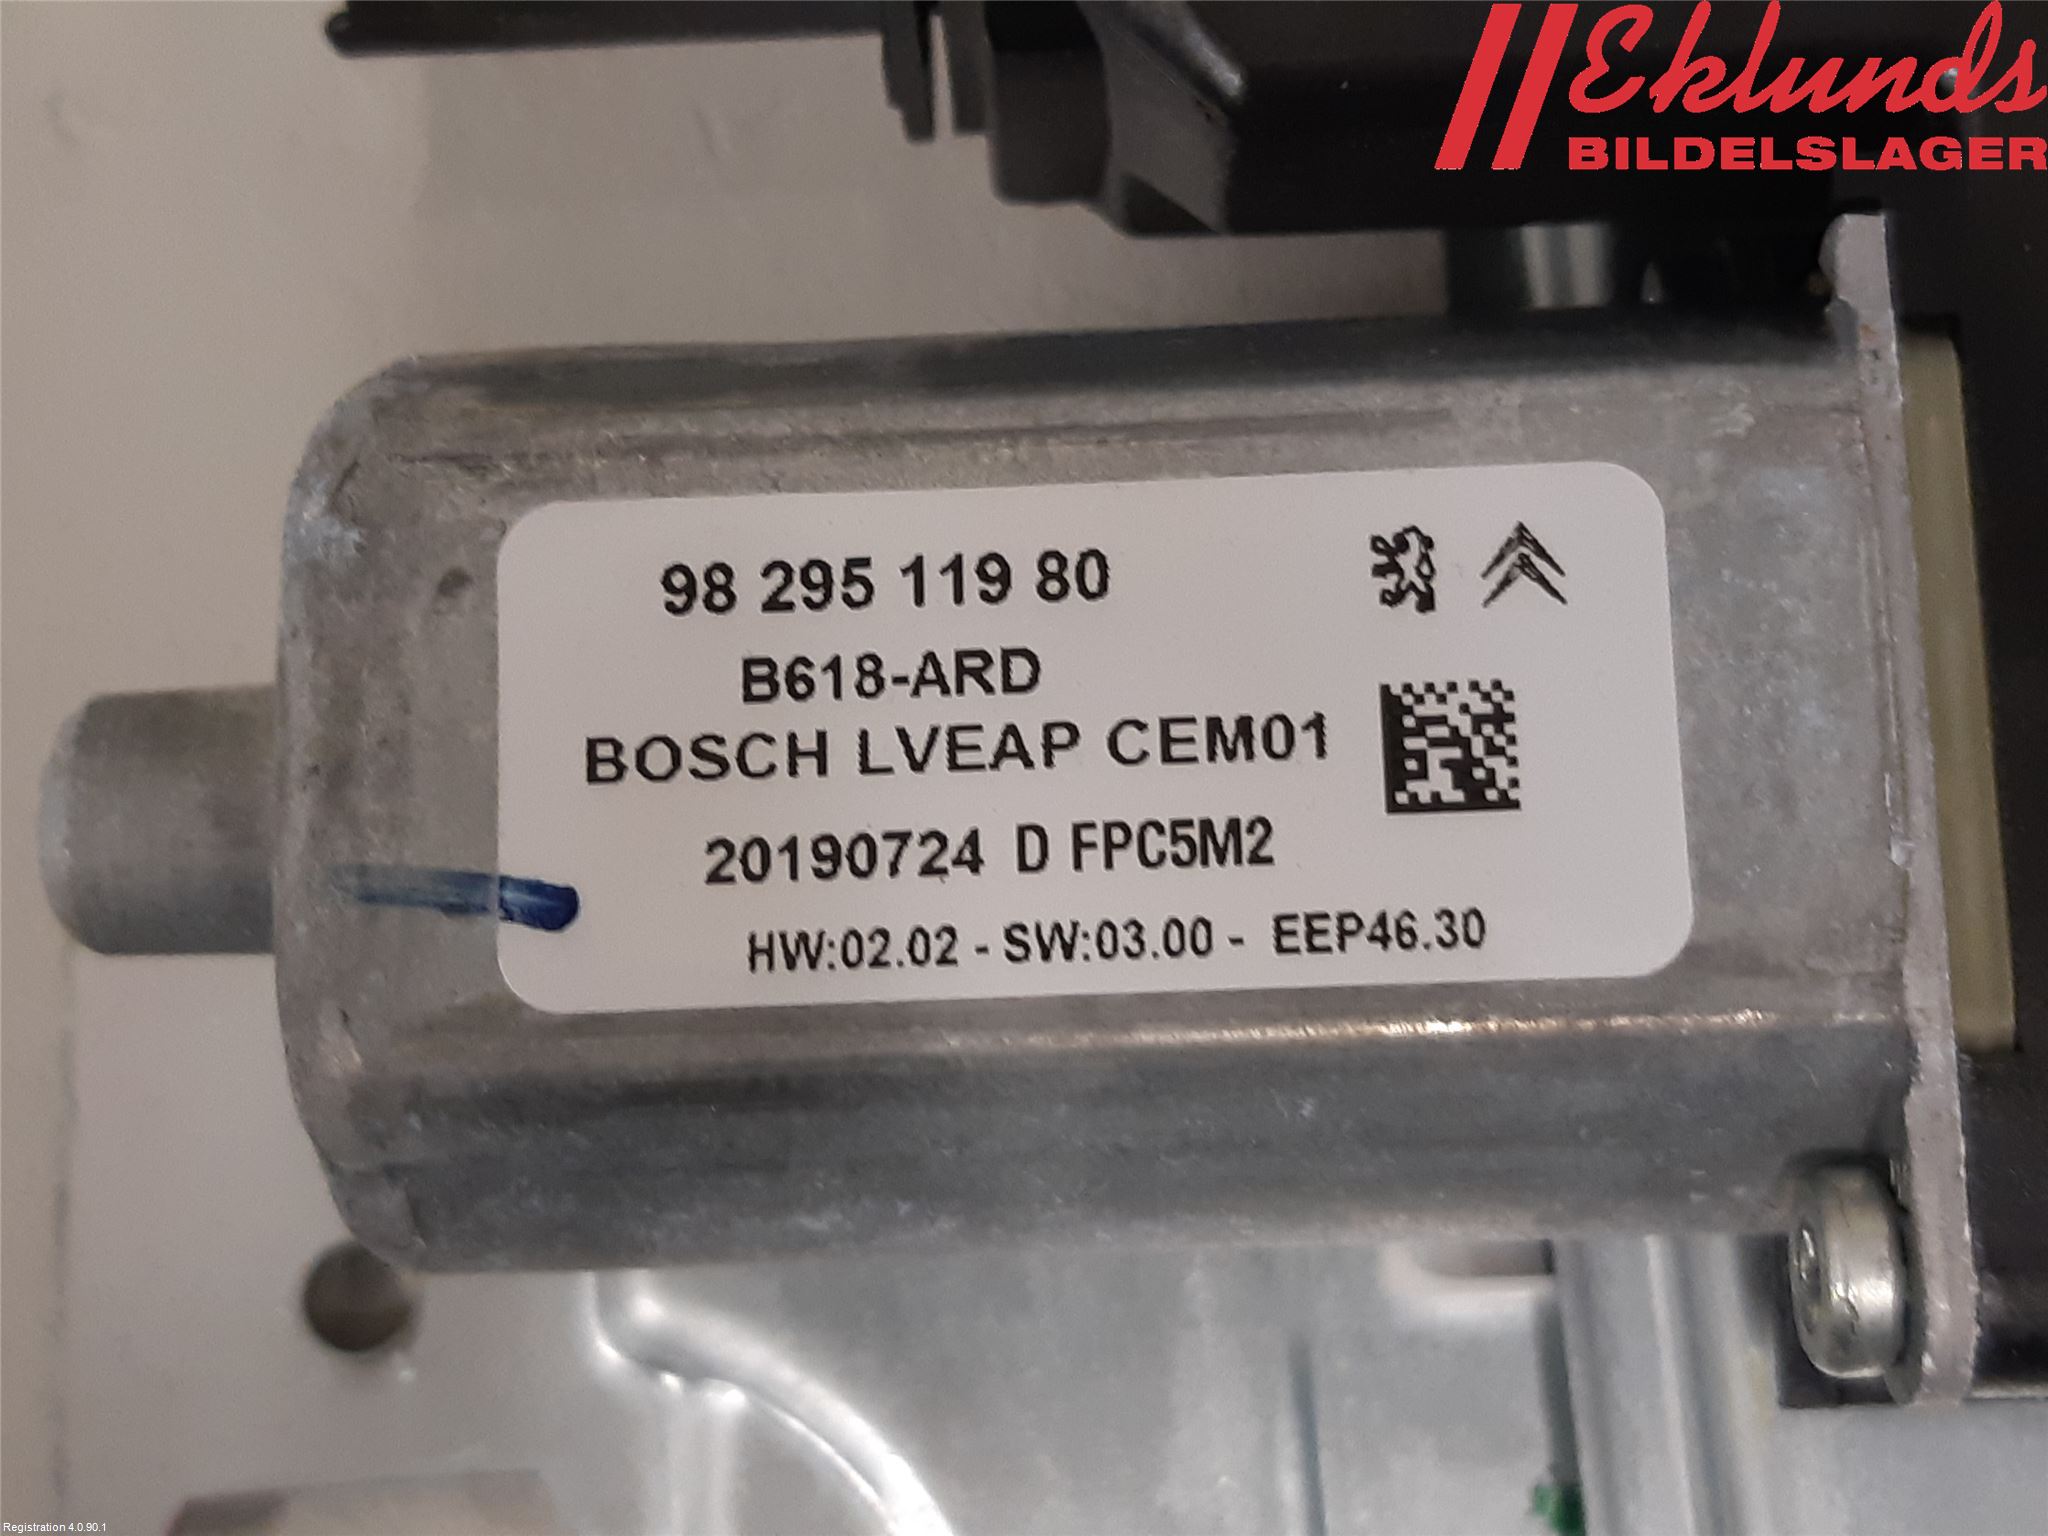 Eklunds
BILDELSLAGER
98 295 119 80
B618-ARD
BOSCH LVEAP CEM01
20190724 D FPC5M2
HW:02.02 - SW:03.00 - EEP46.30
Registration 4.0.90.1